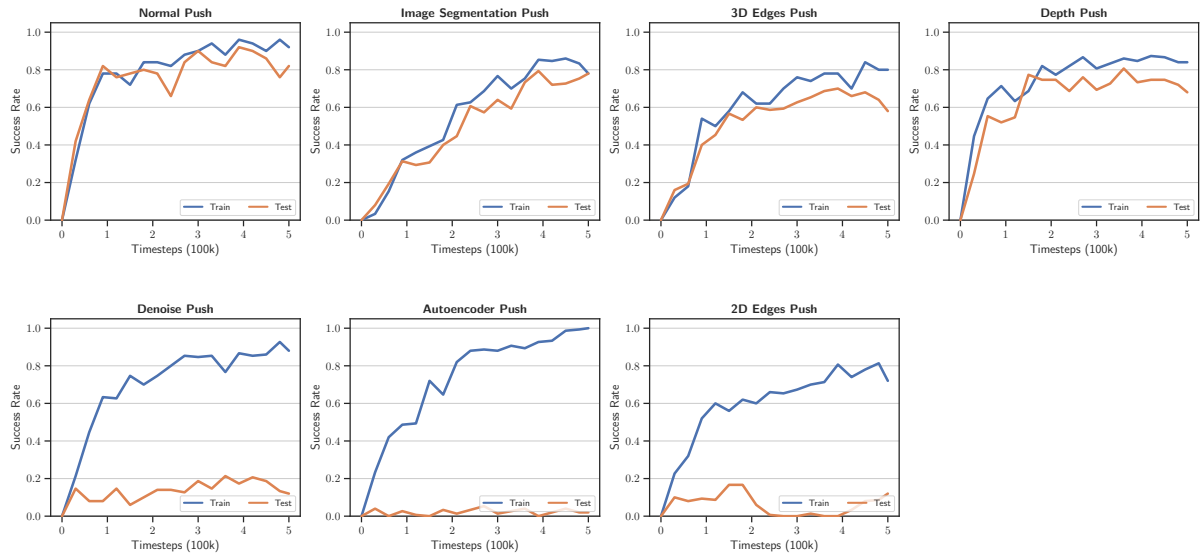 Normal Push
Image Segmentation Push
3D Edges Push
Depth Push
Success Rate
1.0
0.8
0.6
0.4
0.2
0.0
0 1 2 3 4 5
Timesteps (100k)
Train Test
Success Rate
1.0
0.8
0.6
0.4
0.2
0.0
0 1 2 3 4 5
Timesteps (100k)
Train Test
Success Rate
1.0
0.8
0.6
0.4
0.2
0.0
0 1 2 3 4 5
Timesteps (100k)
Train Test
Success Rate
1.0
0.8
0.6
0.4
0.2
0.0
0 1 2 3 4 5
Timesteps (100k)
Train Test
Denoise Push
Autoencoder Push
2D Edges Push
Success Rate
1.0
0.8
0.6
0.4
0.2
0.0
0 1 2 3 4 5
Timesteps (100k)
Train Test
Success Rate
1.0
0.8
0.6
0.4
0.2
0.0
0 1 2 3 4 5
Timesteps (100k)
Train Test
Success Rate
1.0
0.8
0.6
0.4
0.2
0.0
0 1 2 3 4 5
Timesteps (100k)
Train Test